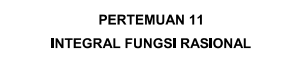 PERTEMUAN 11
INTEGRAL FUNGSI RASIONAL